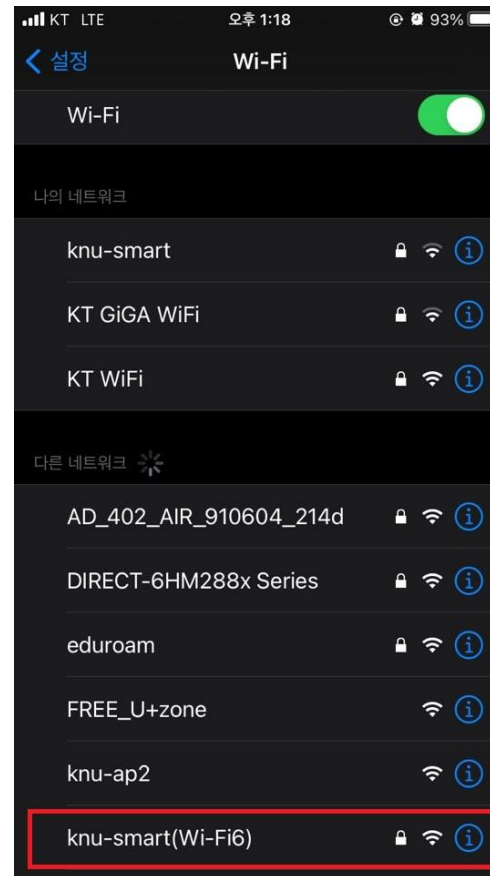 KT LTE 오후 1:18 93%
설정 Wi-Fi
Wi-Fi
나의 네트워크
knu-smart
KT GiGA WiFi
KT WiFi
다른 네트워크
AD_402_AIR_910604_214d
DIRECT-6HM288x Series
eduroam
FREE_U+zone
knu-ap2
knu-smart(Wi-Fi6)